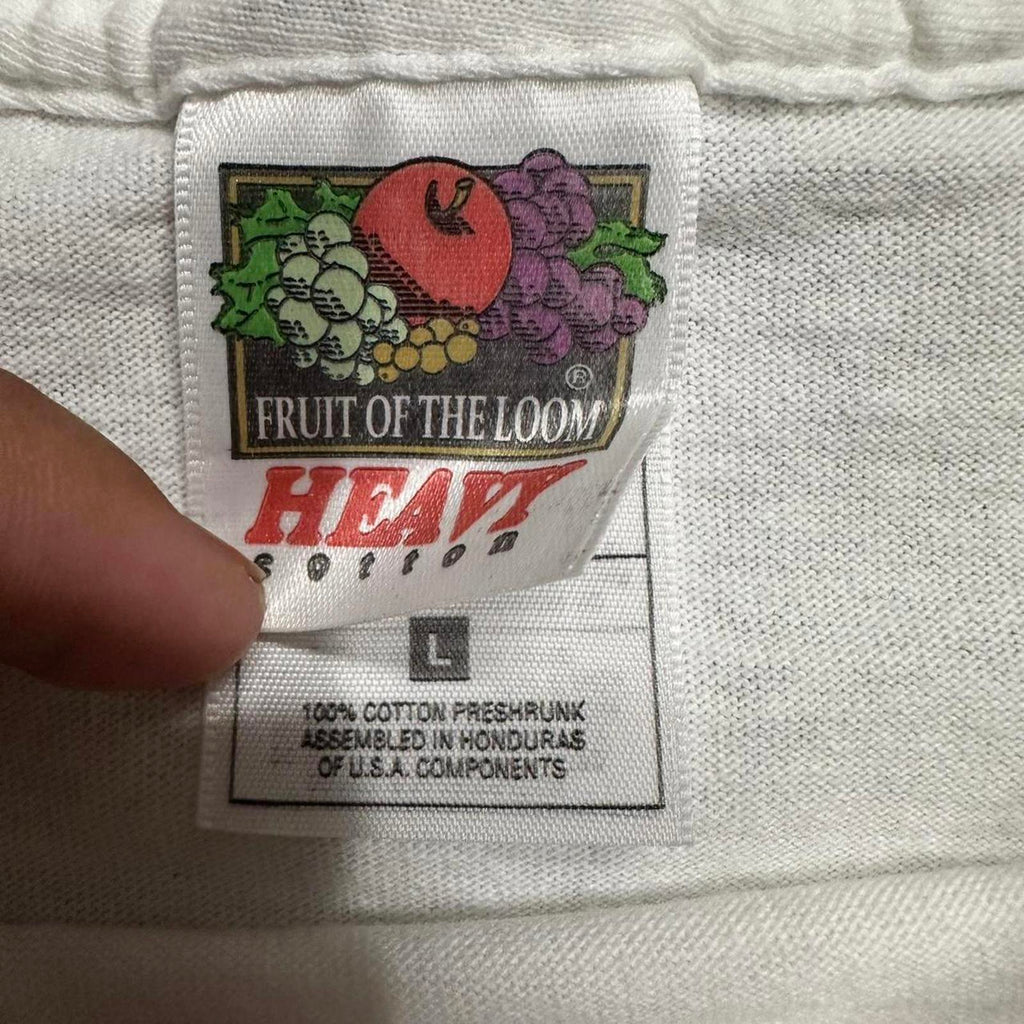 ®
FRUIT OF THE LOOM
HEAVY
cotton
L
100% COTTON PRESHRUNK
ASSEMBLED IN HONDURAS
OF U.S.A. COMPONENTS